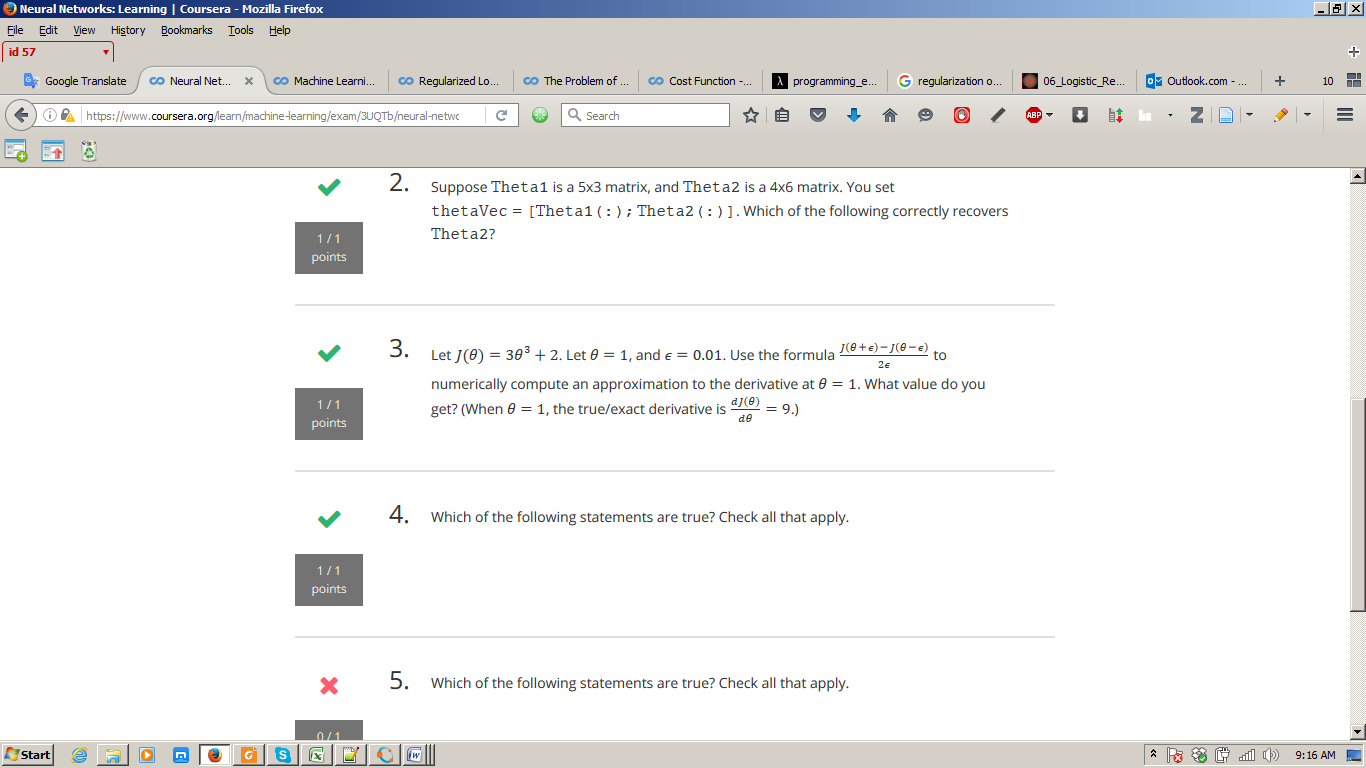 Neural Networks: Learning | Coursera - Mozilla Firefox
File Edit View History Bookmarks Tools Help
id 57
Google Translate Neural Net... Machine Learni... Regularized Lo... The Problem of ... Cost Function -... programming_e... regularization o... 06_Logistic_Re... Outlook.com - ... 10
https://www.coursera.org/learn/machine-learning/exam/3UQTb/neural-netwc Search ABP
2. Suppose Theta1 is a 5x3 matrix, and Theta2 is a 4x6 matrix. You set
thetaVec = [Theta1(:); Theta2(:)]. Which of the following correctly recovers
Theta2?
1 / 1
points
3. Let J(θ) = 3θ³ + 2. Let θ = 1, and ϵ = 0.01. Use the formula J(θ+ϵ)−J(θ−ϵ) / 2ϵ to
numerically compute an approximation to the derivative at θ = 1. What value do you
get? (When θ = 1, the true/exact derivative is dJ(θ)/dθ = 9.)
1 / 1
points
4. Which of the following statements are true? Check all that apply.
1 / 1
points
5. Which of the following statements are true? Check all that apply.
0 / 1
Start 9:16 AM